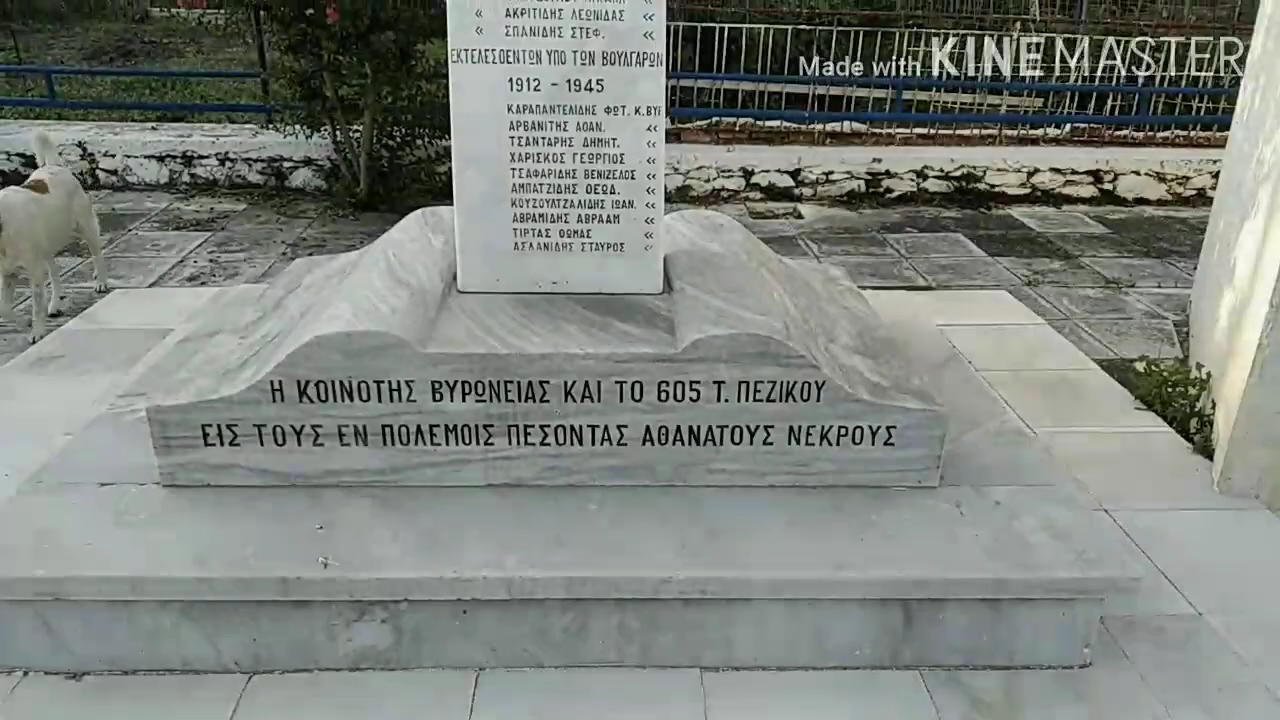 « ΑΚΡΙΤΙΔΗΣ ΛΕΩΝΙΔΑΣ «
« ΣΠΑΝΙΔΗΣ ΣΤΕΦ. «
ΕΚΤΕΛΕΣΘΕΝΤΩΝ ΥΠΟ ΤΩΝ ΒΟΥΛΓΑΡΩΝ
1912 - 1945
ΚΑΡΑΠΑΝΤΕΛΙΔΗΣ ΦΩΤ. Κ.ΒΥΡ
ΑΡΒΑΝΙΤΗΣ ΑΘΑΝ. «
ΤΣΑΝΤΑΡΗΣ ΔΗΜΗΤ. «
ΧΑΡΙΣΚΟΣ ΓΕΩΡΓΙΟΣ «
ΤΣΑΦΑΡΙΔΗΣ ΒΕΝΙΖΕΛΟΣ «
ΑΜΠΑΤΖΙΔΗΣ ΘΕΟΔ. «
ΚΟΥΖΟΥΛΤΖΑΛΙΔΗΣ ΙΩΑΝ. «
ΑΒΡΑΜΙΔΗΣ ΑΒΡΑΑΜ «
ΤΙΡΤΑΣ ΘΩΜΑΣ «
ΑΣΛΑΝΙΔΗΣ ΣΤΑΥΡΟΣ «
Η ΚΟΙΝΟΤΗΣ ΒΥΡΩΝΕΙΑΣ ΚΑΙ ΤΟ 605 Τ. ΠΕΖΙΚΟΥ
ΕΙΣ ΤΟΥΣ ΕΝ ΠΟΛΕΜΟΙΣ ΠΕΣΟΝΤΑΣ ΑΘΑΝΑΤΟΥΣ ΝΕΚΡΟΥΣ
Made with KINEMASTER